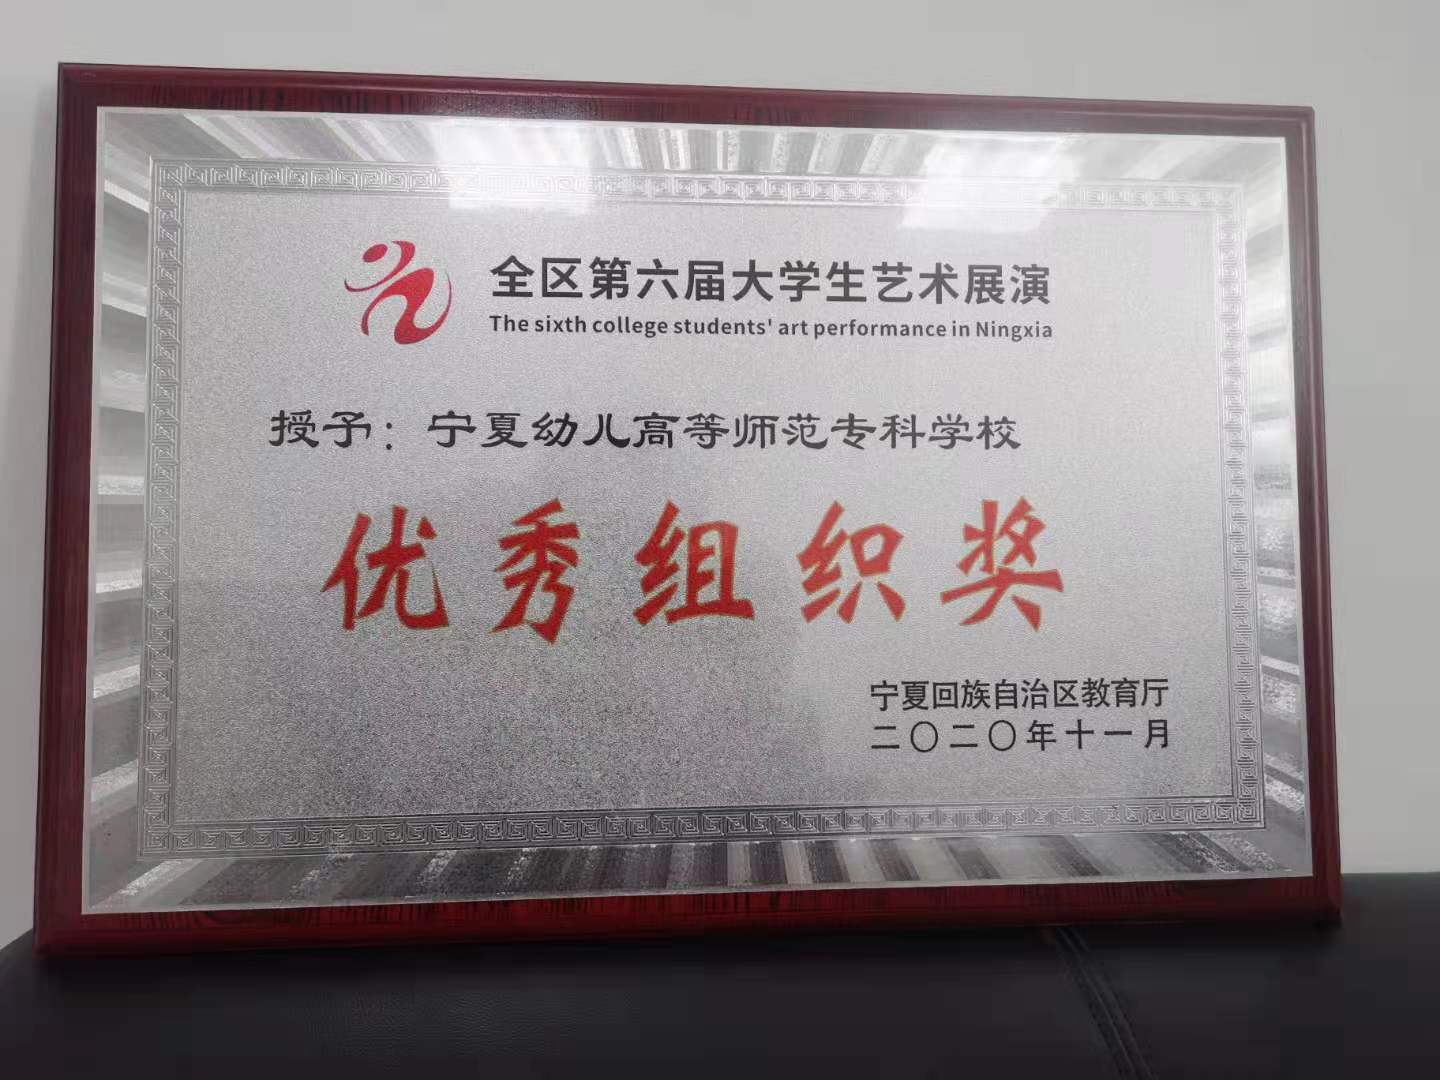 全区第六届大学生艺术展演
The sixth college students' art performance in Ningxia
授予：宁夏幼儿高等师范专科学校
优秀组织奖
宁夏回族自治区教育厅
二〇二〇年十一月